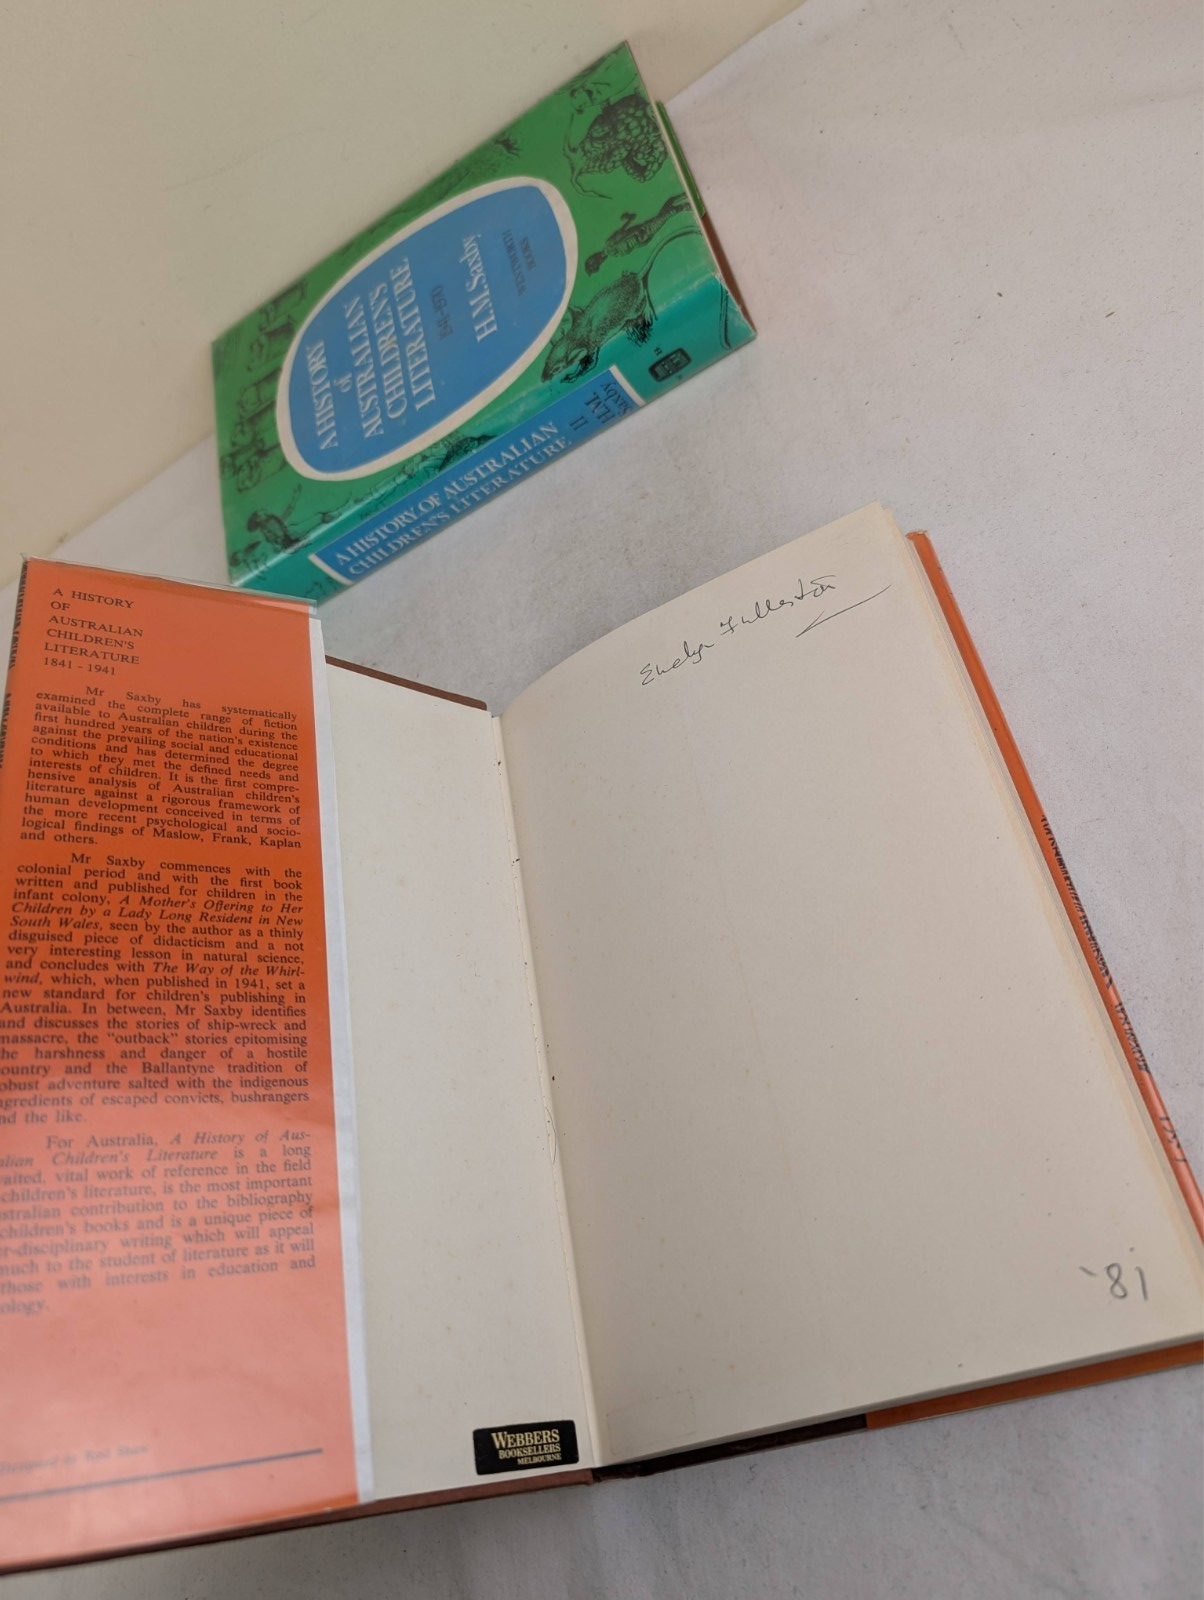 A HISTORY
of
AUSTRALIAN
CHILDREN'S
LITERATURE
1941-1970
H.M.Saxby
WENTWORTH
BOOKS
A HISTORY OF AUSTRALIAN
CHILDREN'S LITERATURE
II
H.M.
Saxby
A HISTORY
OF
AUSTRALIAN
CHILDREN'S
LITERATURE
1841 - 1941
Mr Saxby has systematically
examined the complete range of fiction
available to Australian children during the
first hundred years of the nation's existence
against the prevailing social and educational
conditions and has determined the degree
to which they met the defined needs and
interests of children. It is the first compre-
hensive analysis of Australian children's
literature against a rigorous framework of
human development conceived in terms of
the more recent psychological and socio-
logical findings of Maslow, Frank, Kaplan
and others.
Mr Saxby commences with the
colonial period and with the first book
written and published for children in the
infant colony, A Mother's Offering to Her
Children by a Lady Long Resident in New
South Wales, seen by the author as a thinly
disguised piece of didacticism and a not
very interesting lesson in natural science,
and concludes with The Way of the Whirl-
wind, which, when published in 1941, set a
new standard for children's publishing in
Australia. In between, Mr Saxby identifies
and discusses the stories of ship-wreck and
massacre, the "outback" stories epitomising
the harshness and danger of a hostile
ountry and the Ballantyne tradition of
obust adventure salted with the indigenous
ngredients of escaped convicts, bushrangers
nd the like.
For Australia, A History of Aus-
alian Children's Literature is a long
aited, vital work of reference in the field
children's literature, is the most important
stralian contribution to the bibliography
children's books and is a unique piece of
er-disciplinary writing which will appeal
much to the student of literature as it will
those with interests in education and
ology.
Evelyn Fullerton
'81
WEBBERS
BOOKSELLERS
MELBOURNE